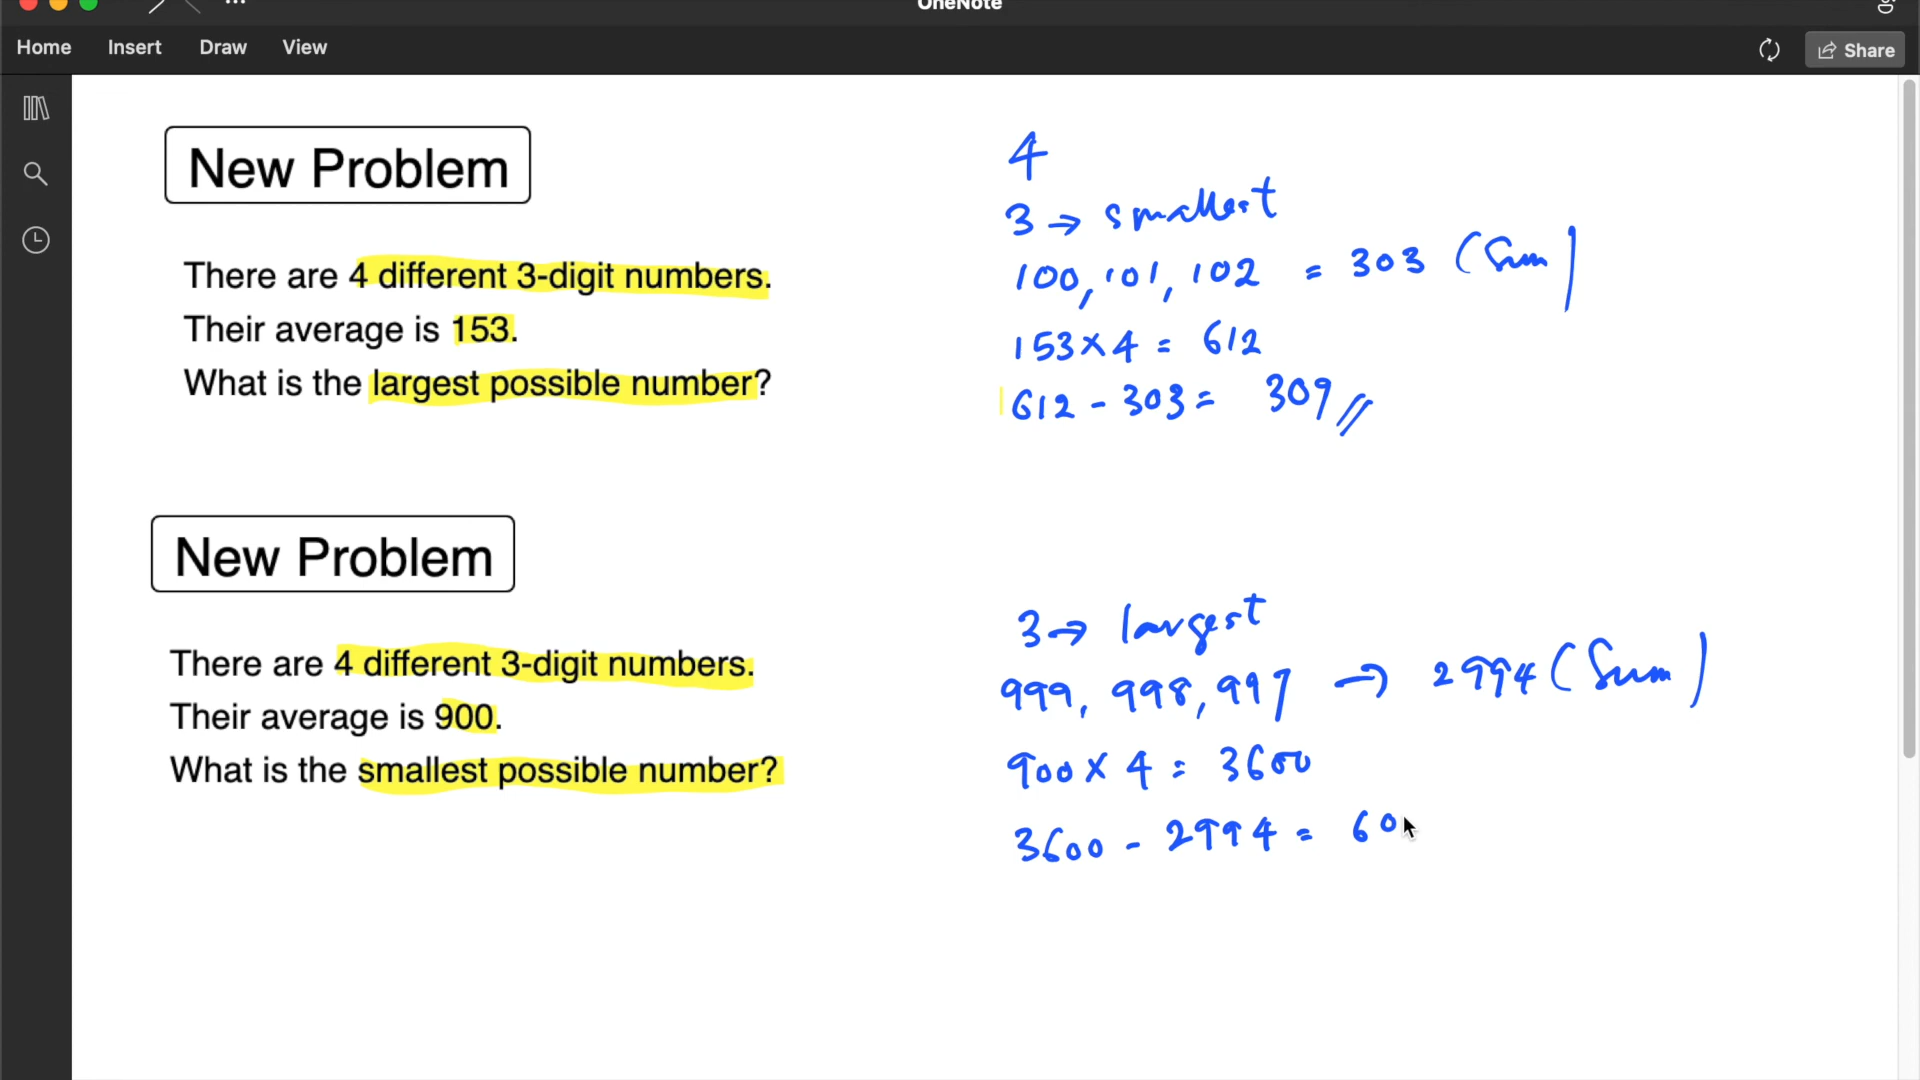 OneNote
Home Insert Draw View Share
New Problem
There are 4 different 3-digit numbers.
Their average is 153.
What is the largest possible number?
4
3 → smallest
100, 101, 102 = 303 (Sum)
153 × 4 = 612
612 - 303 = 309 //
New Problem
There are 4 different 3-digit numbers.
Their average is 900.
What is the smallest possible number?
3 → largest
999, 998, 997 → 2994 (Sum)
900 × 4 = 3600
3600 - 2994 = 60